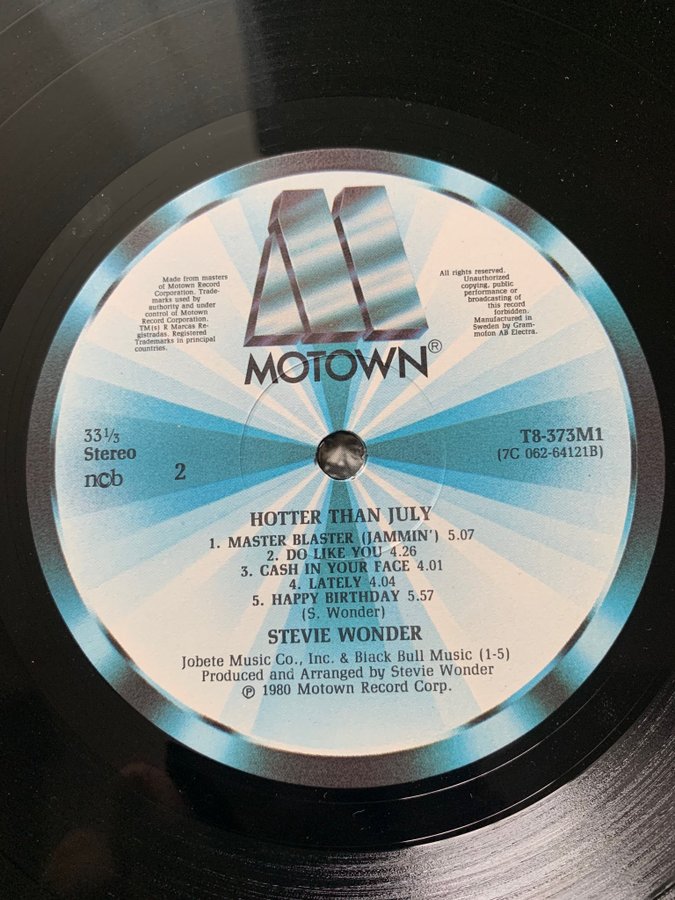 Made from masters
of Motown Record
Corporation. Trade-
marks used by
authority and under
control of Motown
Record Corporation.
TM(s) R Marcas Re-
gistradas. Registered
Trademarks in principal
countries.
All rights reserved.
Unauthorized
copying, public
performance or
broadcasting of
this record
forbidden.
Manufactured in
Sweden by Gram-
mofon AB Electra.
MOTOWN®
33 1/3
Stereo
ncb
2
T8-373M1
(7C 062-64121B)
HOTTER THAN JULY
1. MASTER BLASTER (JAMMIN') 5.07
2. DO LIKE YOU 4.26
3. CASH IN YOUR FACE 4.01
4. LATELY 4.04
5. HAPPY BIRTHDAY 5.57
(S. Wonder)
STEVIE WONDER
Jobete Music Co., Inc. & Black Bull Music (1-5)
Produced and Arranged by Stevie Wonder
℗ 1980 Motown Record Corp.